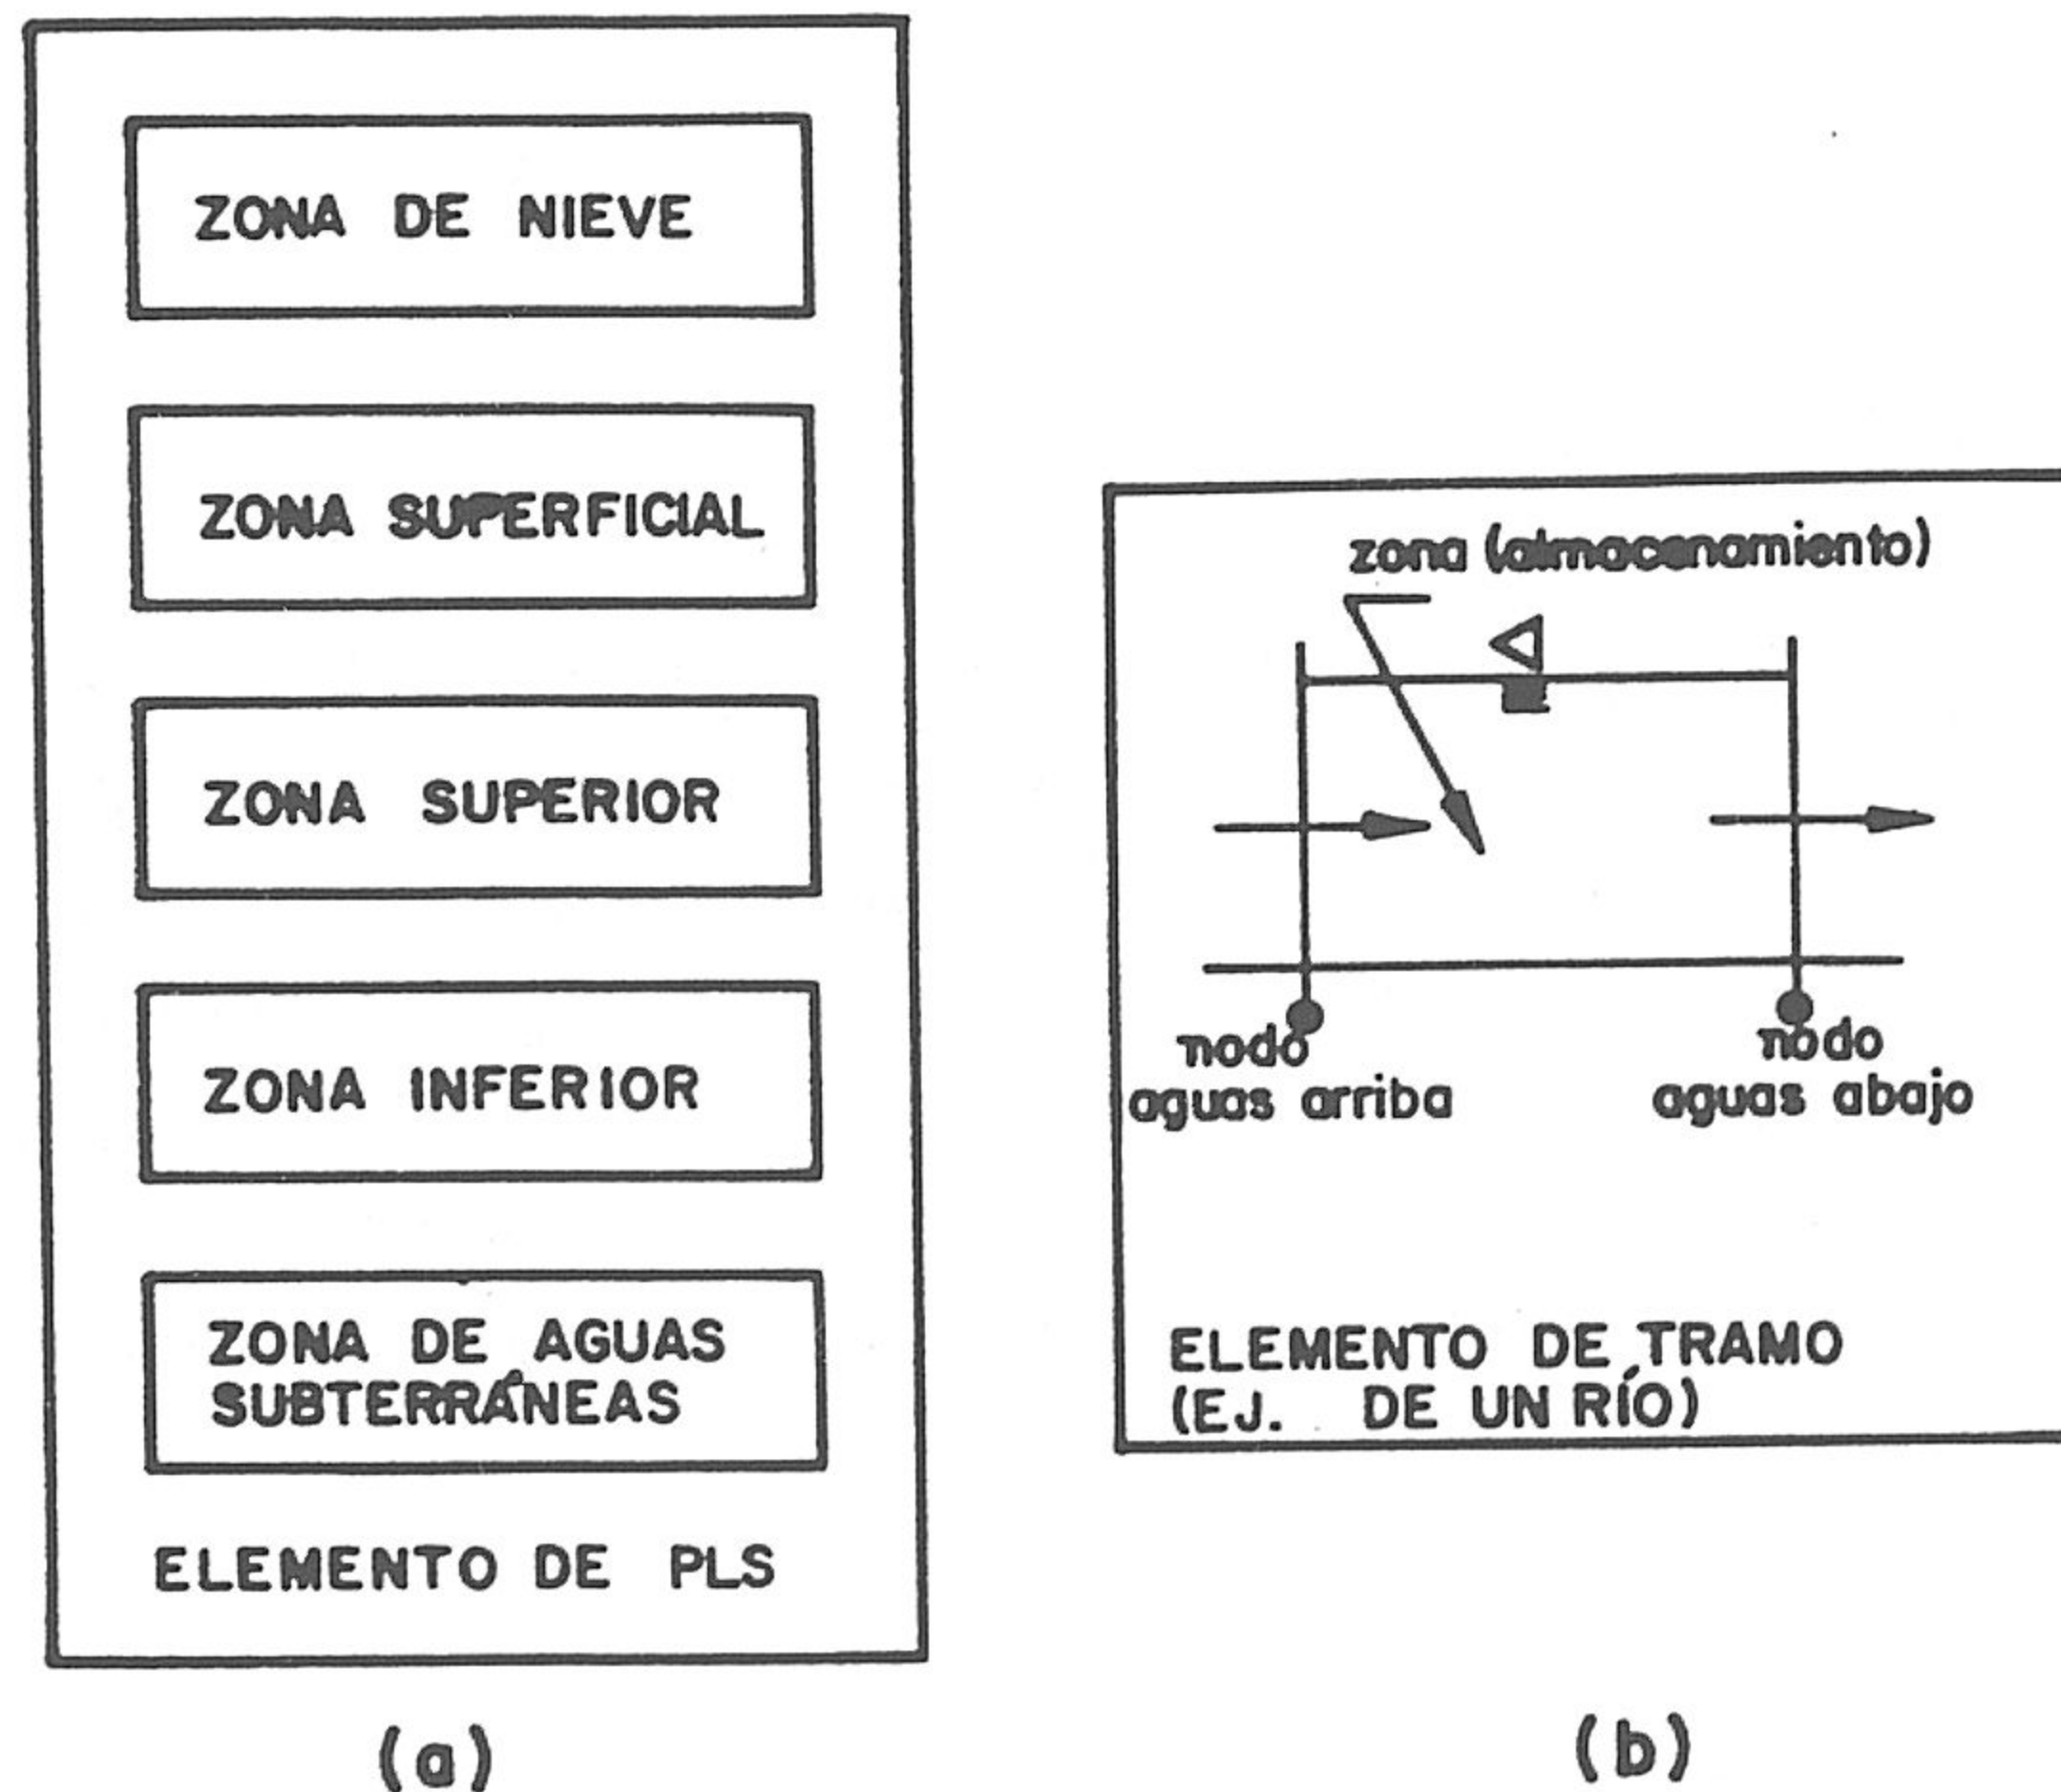 ZONA DE NIEVE
ZONA SUPERFICIAL
ZONA SUPERIOR
ZONA INFERIOR
ZONA DE AGUAS
SUBTERRÁNEAS
ELEMENTO DE PLS
(a)
zona (almacenamiento)
nodo
aguas arriba
nodo
aguas abajo
ELEMENTO DE TRAMO
(EJ. DE UN RÍO)
(b)